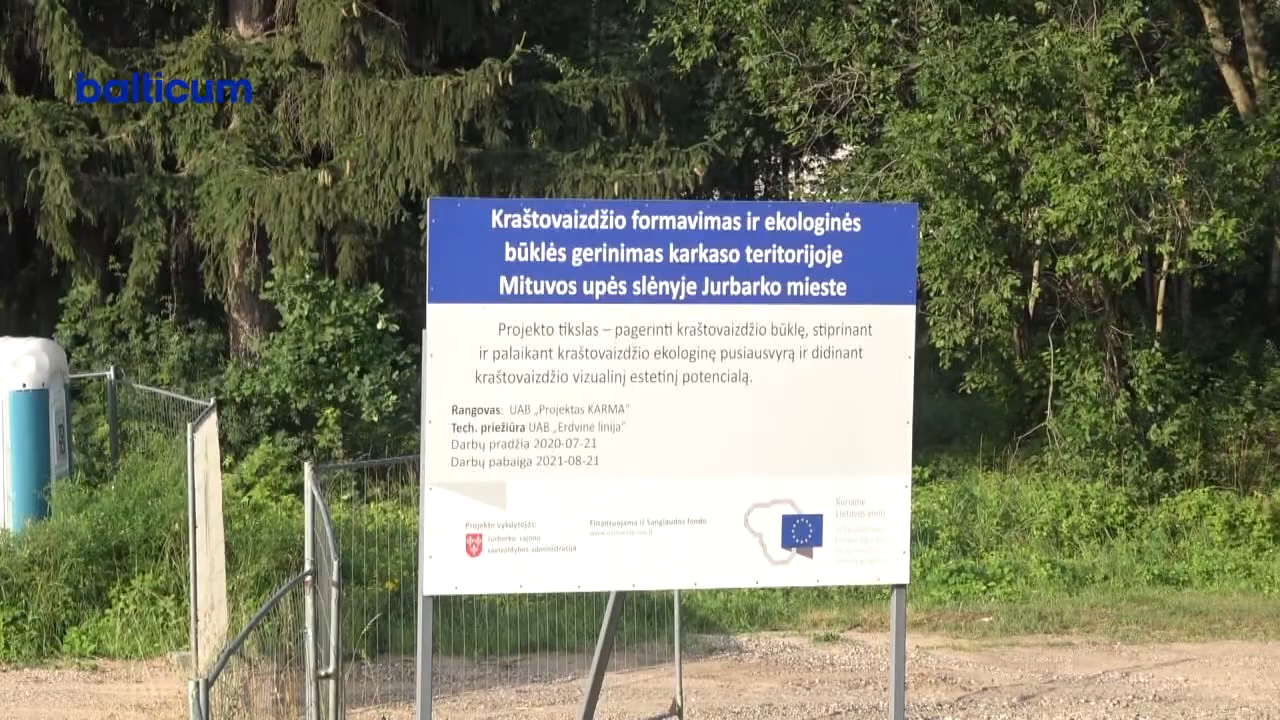 balticum
Kraštovaizdžio formavimas ir ekologinės
būklės gerinimas karkaso teritorijoje
Mituvos upės slėnyje Jurbarko mieste
Projekto tikslas – pagerinti kraštovaizdžio būklę, stiprinant
ir palaikant kraštovaizdžio ekologinę pusiausvyrą ir didinant
kraštovaizdžio vizualinį estetinį potencialą.
Rangovas: UAB „Projektas KARMA"
Tech. priežiūra UAB „Erdvinė linija"
Darbų pradžia 2020-07-21
Darbų pabaiga 2021-08-21
Projekto vykdytojas:
Jurbarko rajono
savivaldybės administracija
Finansuojama iš Sanglaudos fondo
Kuriame
Lietuvos ateitį